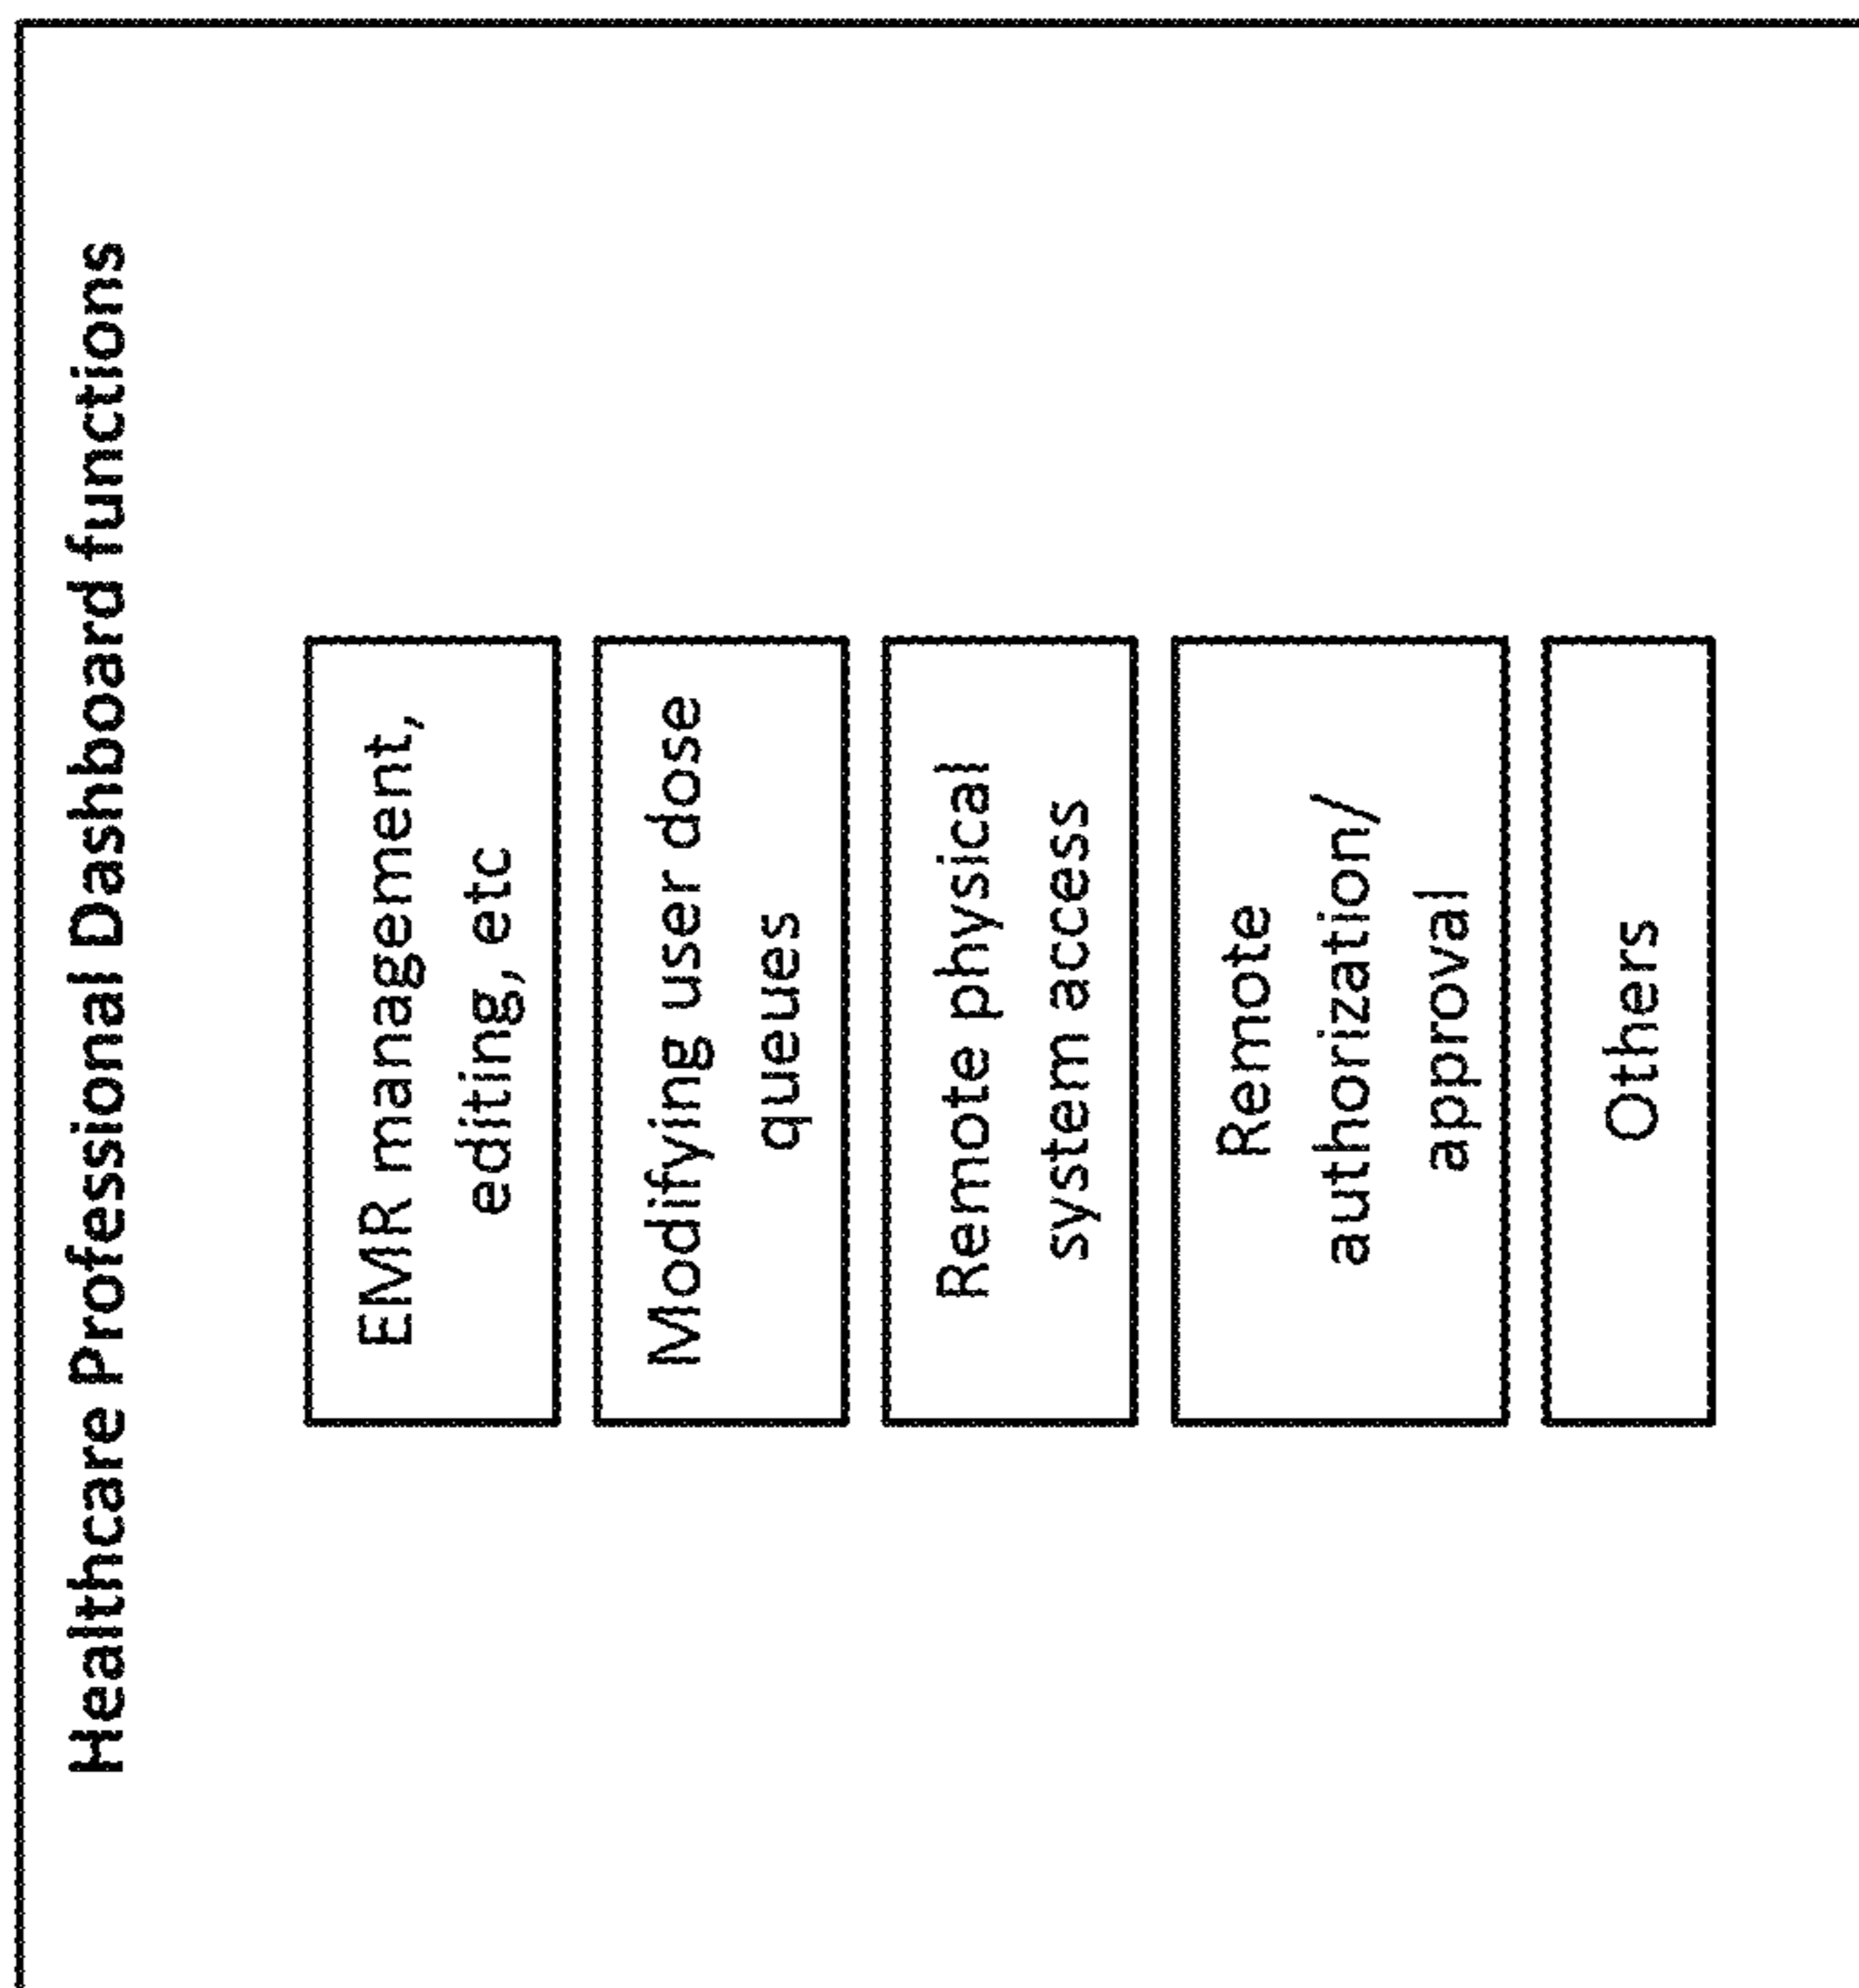 Healthcare Professional Dashboard functions
EMR management,
editing, etc
Modifying user dose
queues
Remote physical
system access
Remote
authorization/
approval
Others